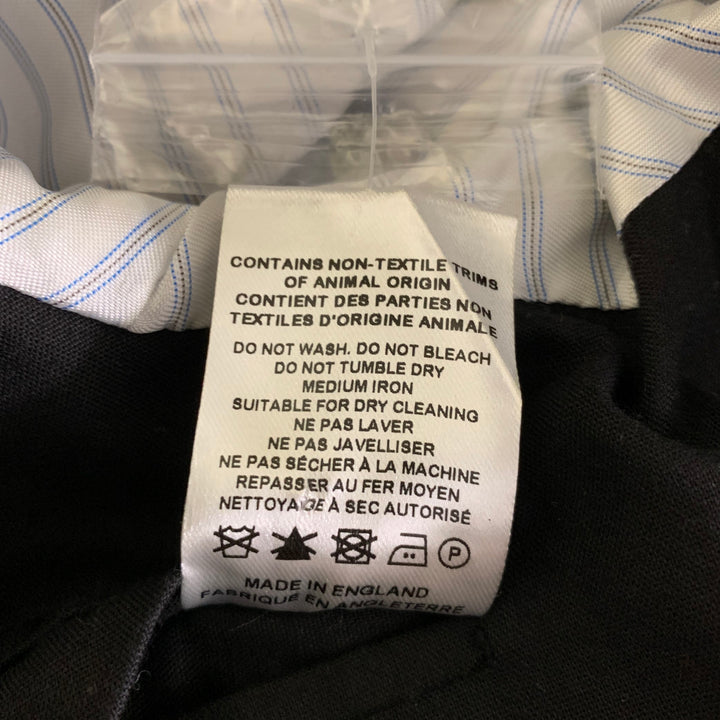 CONTAINS NON-TEXTILE TRIMS
OF ANIMAL ORIGIN
CONTIENT DES PARTIES NON
TEXTILES D'ORIGINE ANIMALE
DO NOT WASH. DO NOT BLEACH
DO NOT TUMBLE DRY
MEDIUM IRON
SUITABLE FOR DRY CLEANING
NE PAS LAVER
NE PAS JAVELLISER
NE PAS SÉCHER À LA MACHINE
REPASSER AU FER MOYEN
NETTOYAGE À SEC AUTORISÉ
P
MADE IN ENGLAND
FABRIQUÉ EN ANGLETERRE